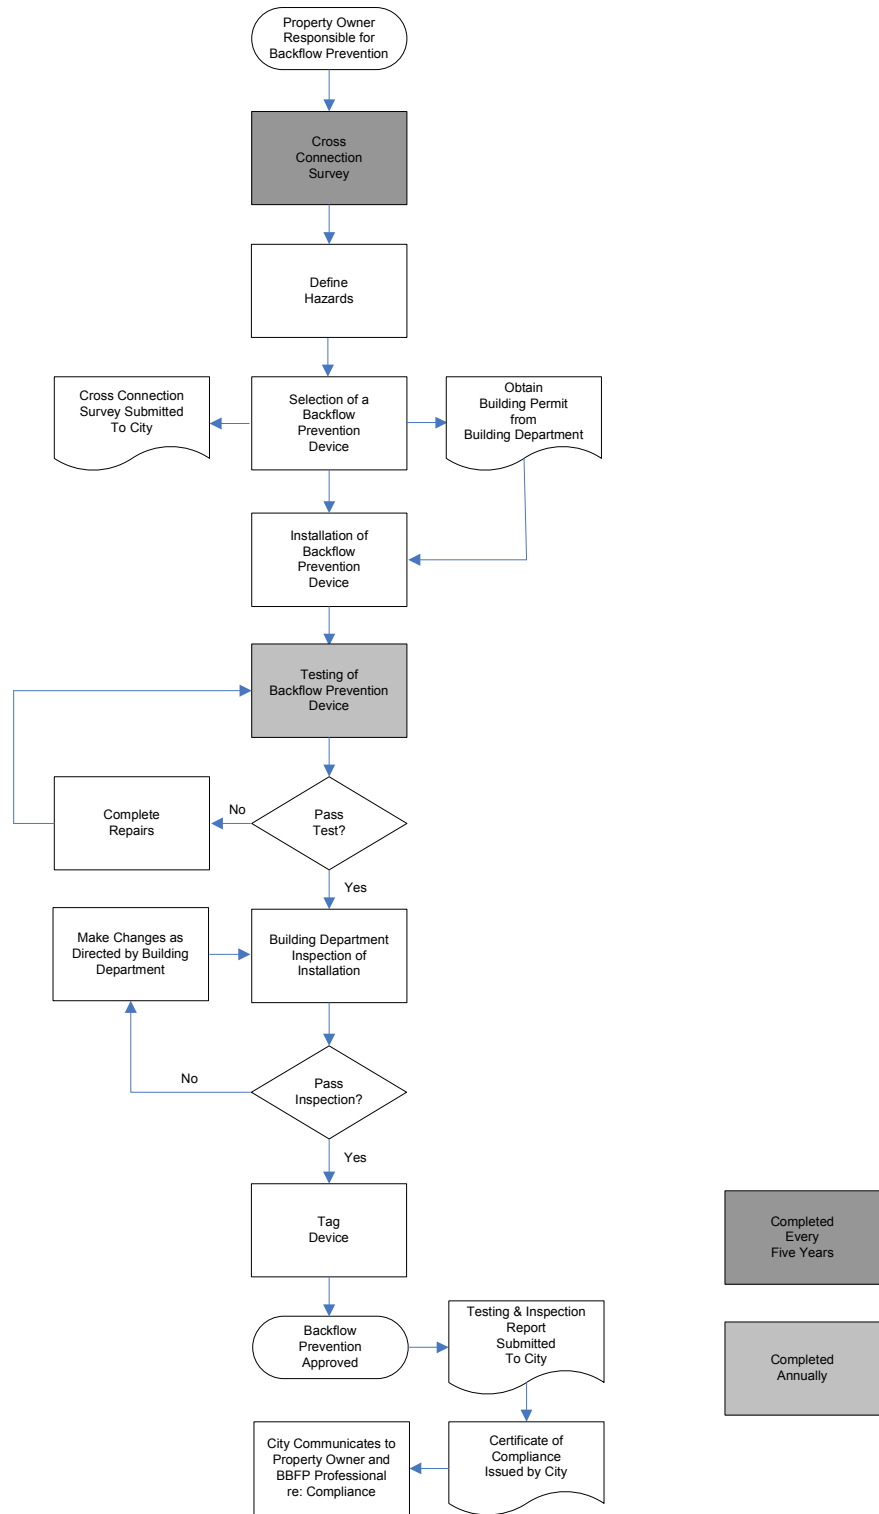 Property Owner
Responsible for
Backflow Prevention
Cross
Connection
Survey
Define
Hazards
Cross Connection
Survey Submitted
To City
Selection of a
Backflow
Prevention
Device
Obtain
Building Permit
from
Building Department
Installation of
Backflow
Prevention
Device
Testing of
Backflow Prevention
Device
Complete
Repairs
No
Pass
Test?
Yes
Make Changes as
Directed by Building
Department
Building Department
Inspection of
Installation
No
Pass
Inspection?
Yes
Tag
Device
Completed
Every
Five Years
Backflow
Prevention
Approved
Testing & Inspection
Report
Submitted
To City
Completed
Annually
City Communicates to
Property Owner and
BBFP Professional
re: Compliance
Certificate of
Compliance
Issued by City